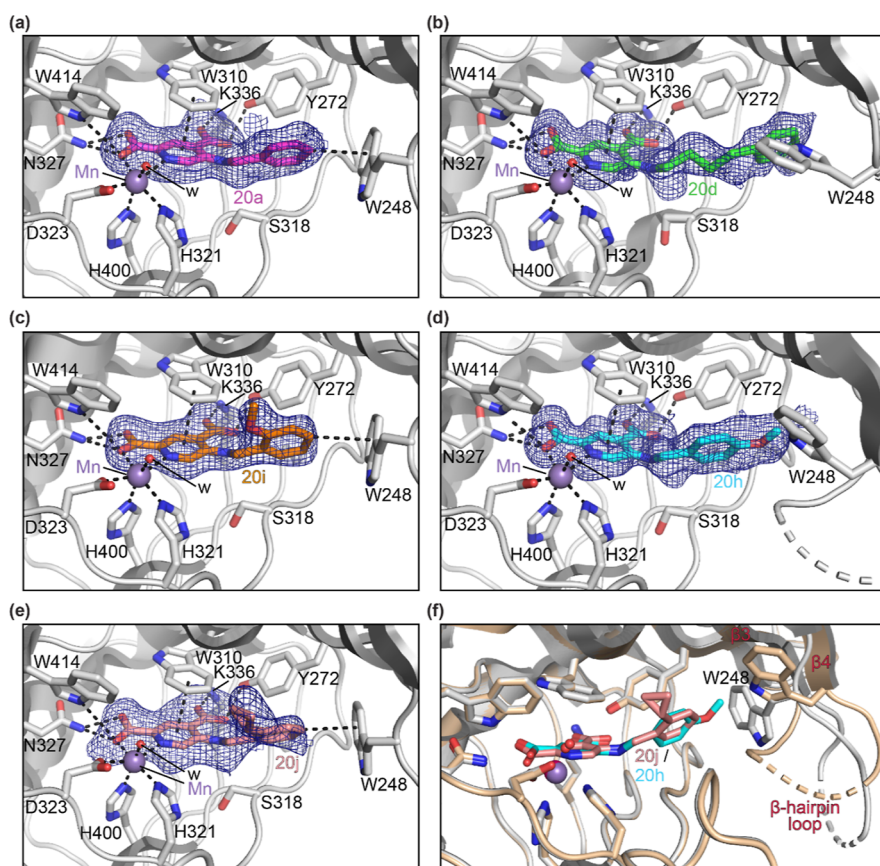 (a)
W414
W310
K336
Y272
N327
Mn
w
20a
W248
D323
S318
H321
H400
(b)
W414
W310
K336
Y272
N327
Mn
w
20d
W248
D323
S318
H321
H400
(c)
W414
W310
K336
Y272
N327
Mn
w
20i
W248
D323
S318
H321
H400
(d)
W414
W310
K336
Y272
N327
Mn
w
20h
W248
D323
S318
H321
H400
(e)
W414
W310
K336
Y272
N327
20j
w
Mn
W248
D323
S318
H400
H321
(f)
β3
β4
W248
20j
20h
β-hairpin
loop